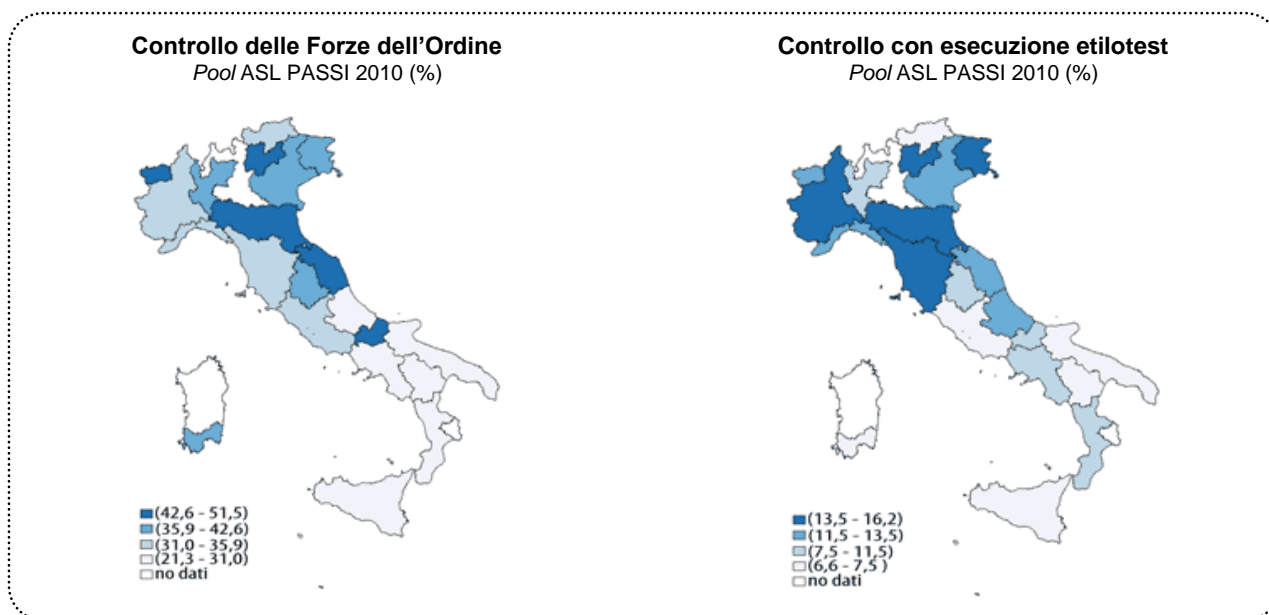 Controllo delle Forze dell'Ordine
Pool ASL PASSI 2010 (%)
(42,6 - 51,5)
(35,9 - 42,6)
(31,0 - 35,9)
(21,3 - 31,0)
no dati
Controllo con esecuzione etilotest
Pool ASL PASSI 2010 (%)
(13,5 - 16,2)
(11,5 - 13,5)
(7,5 - 11,5)
(6,6 - 7,5 )
no dati